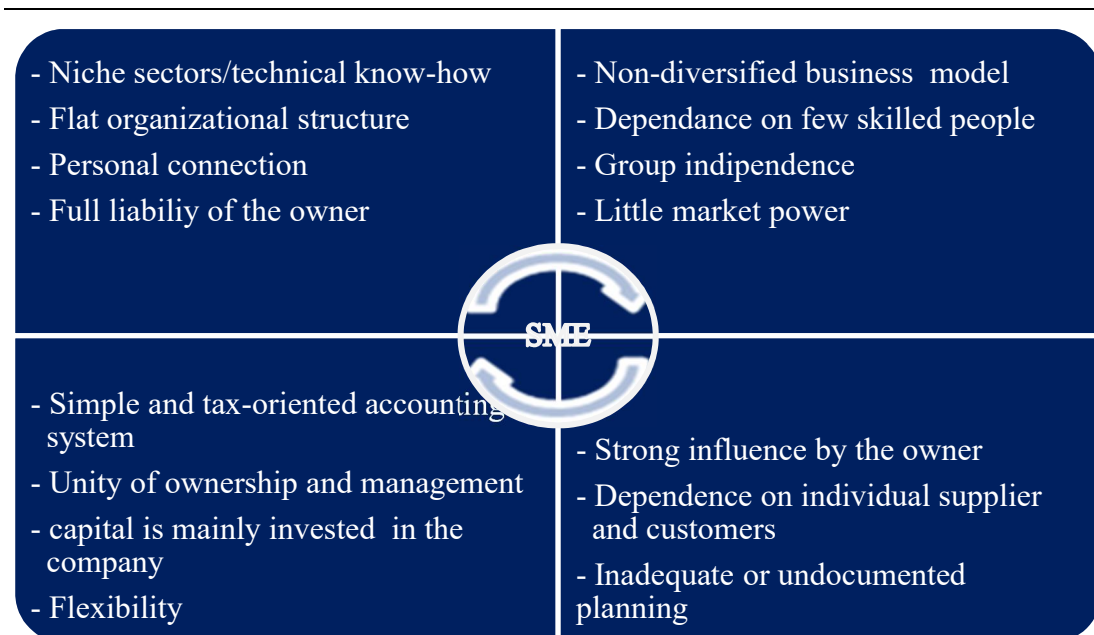 - Niche sectors/technical know-how
- Flat organizational structure
- Personal connection
- Full liabiliy of the owner
- Non-diversified business model
- Dependance on few skilled people
- Group indipendence
- Little market power
SME
- Simple and tax-oriented accounting
system
- Unity of ownership and management
- capital is mainly invested in the
company
- Flexibility
- Strong influence by the owner
- Dependence on individual supplier
and customers
- Inadequate or undocumented
planning